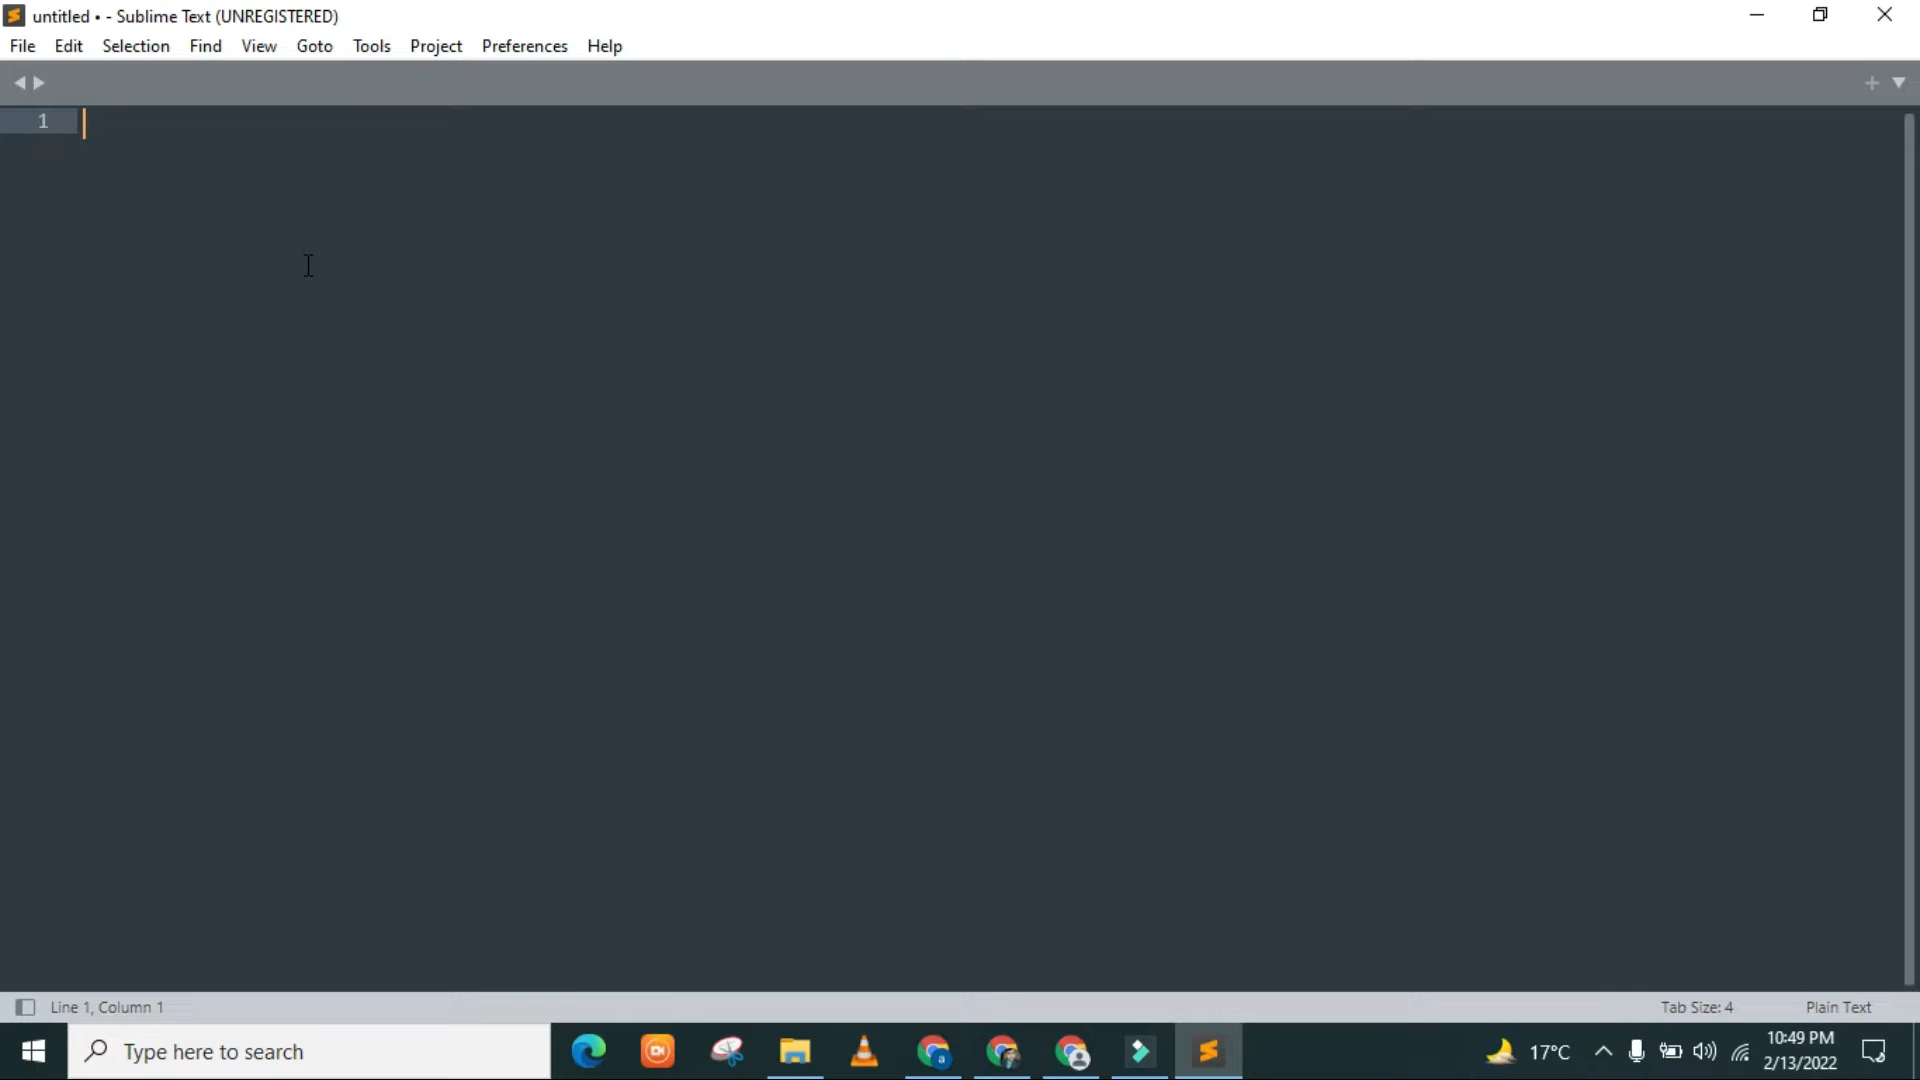 untitled • - Sublime Text (UNREGISTERED)
File Edit Selection Find View Goto Tools Project Preferences Help
1
Line 1, Column 1 Tab Size: 4 Plain Text
Type here to search a 17°C 10:49 PM
2/13/2022